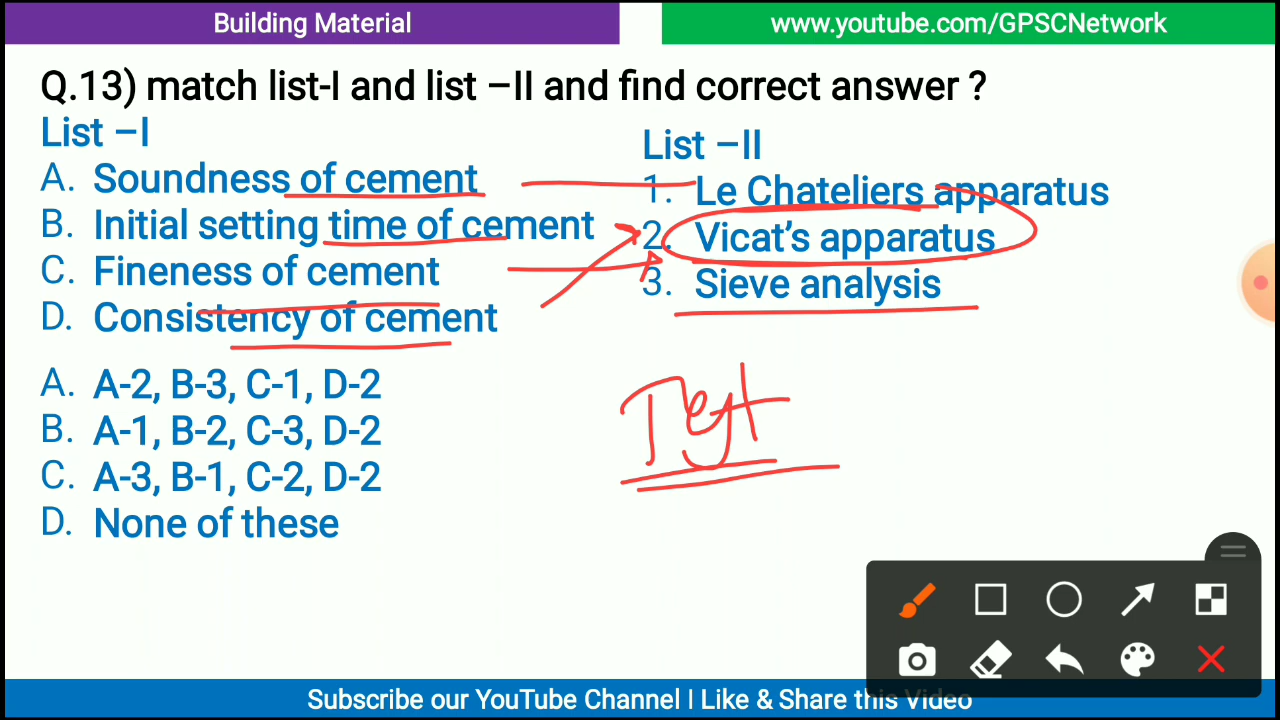 Building Material
www.youtube.com/GPSCNetwork
Q.13) match list-I and list –II and find correct answer ?
List –I
A. Soundness of cement
B. Initial setting time of cement
C. Fineness of cement
D. Consistency of cement
List –II
1. Le Chateliers apparatus
2. Vicat's apparatus
3. Sieve analysis
A. A-2, B-3, C-1, D-2
B. A-1, B-2, C-3, D-2
C. A-3, B-1, C-2, D-2
D. None of these
Test
Subscribe our YouTube Channel I Like & Share this Video